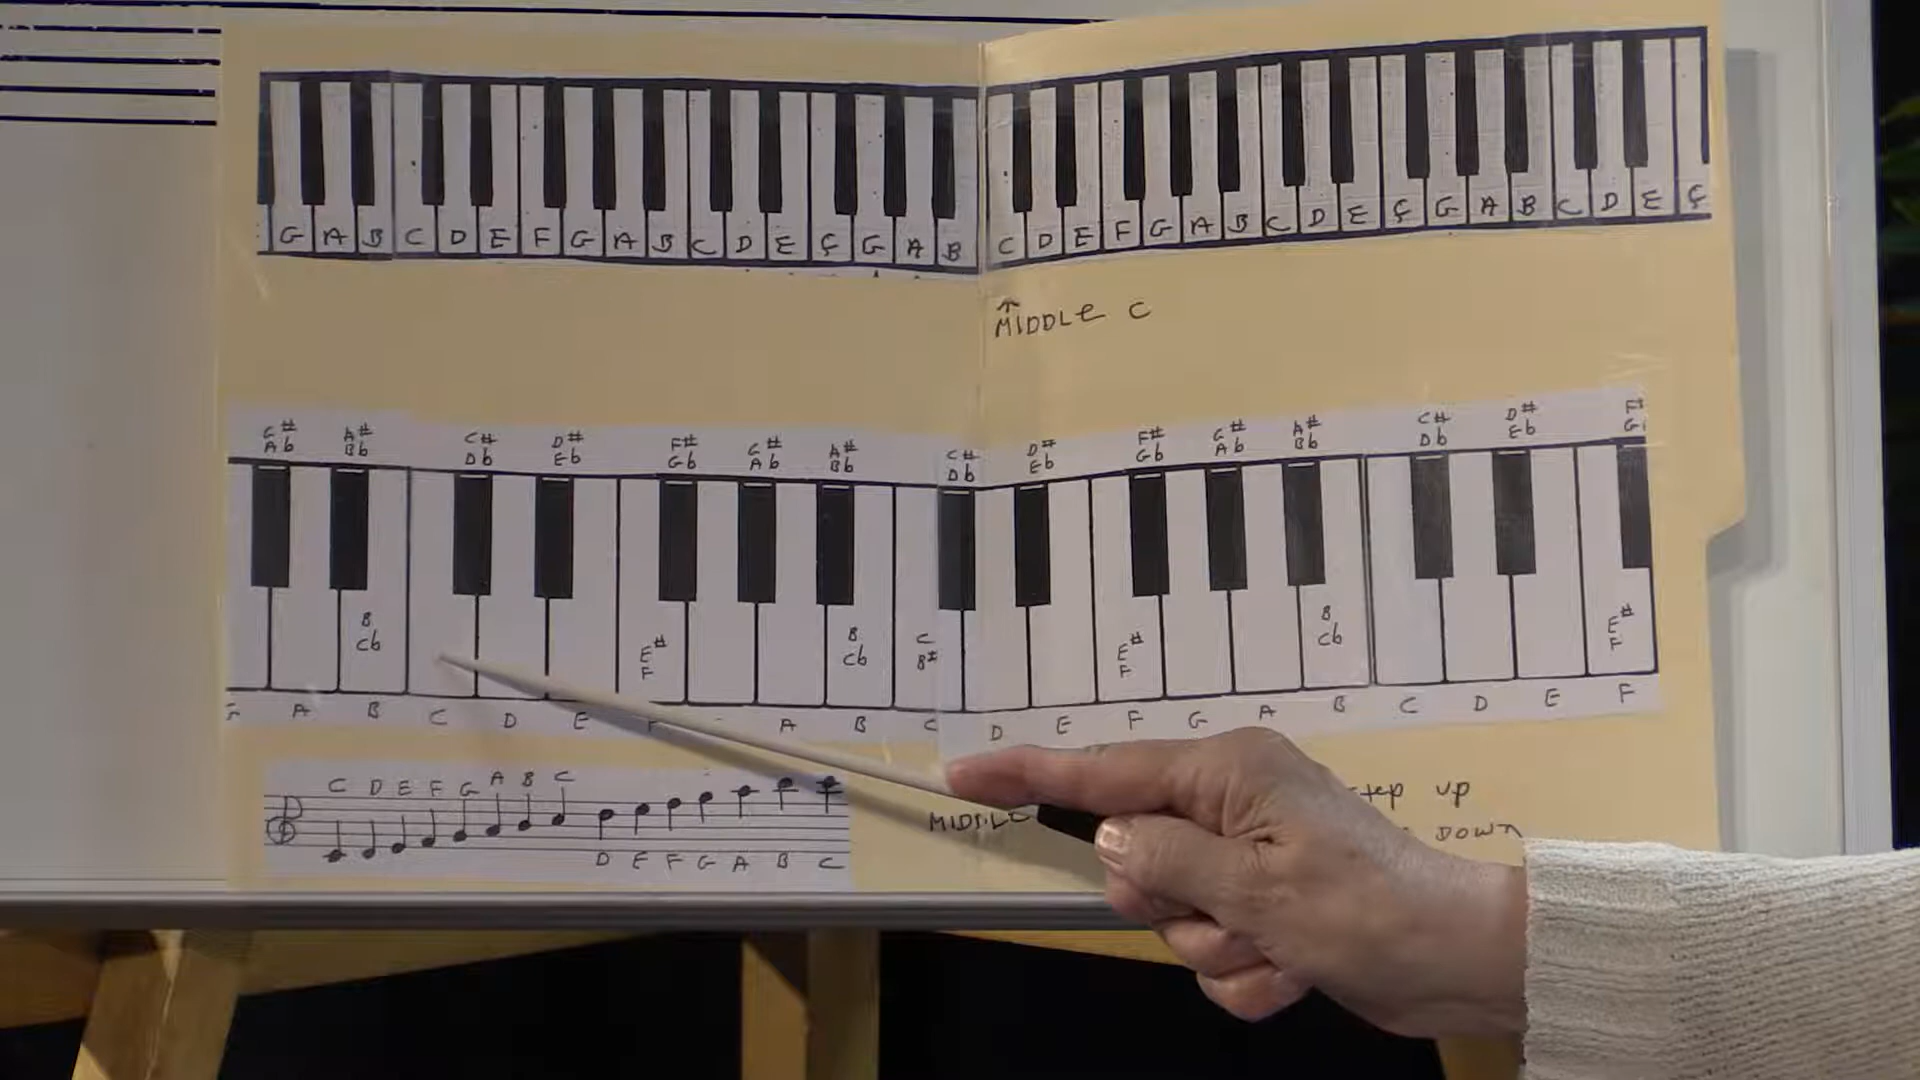 G A B C D E F G A B C D E F G A B C D E F G A B C D E F G A B C D E F
MIDDLE C
G# A# C# D# F# G# A# C# D# F# G# A# C# D# F#
Ab Bb Db Eb Gb Ab Bb Db Eb Gb Ab Bb Db Eb
B B C B
Cb E# Cb B# E# Cb E#
F F F
A B C D E A B C D E F G A B C D E F
C D E F G A B C
step up
MIDDLE DOWN
D E F G A B C